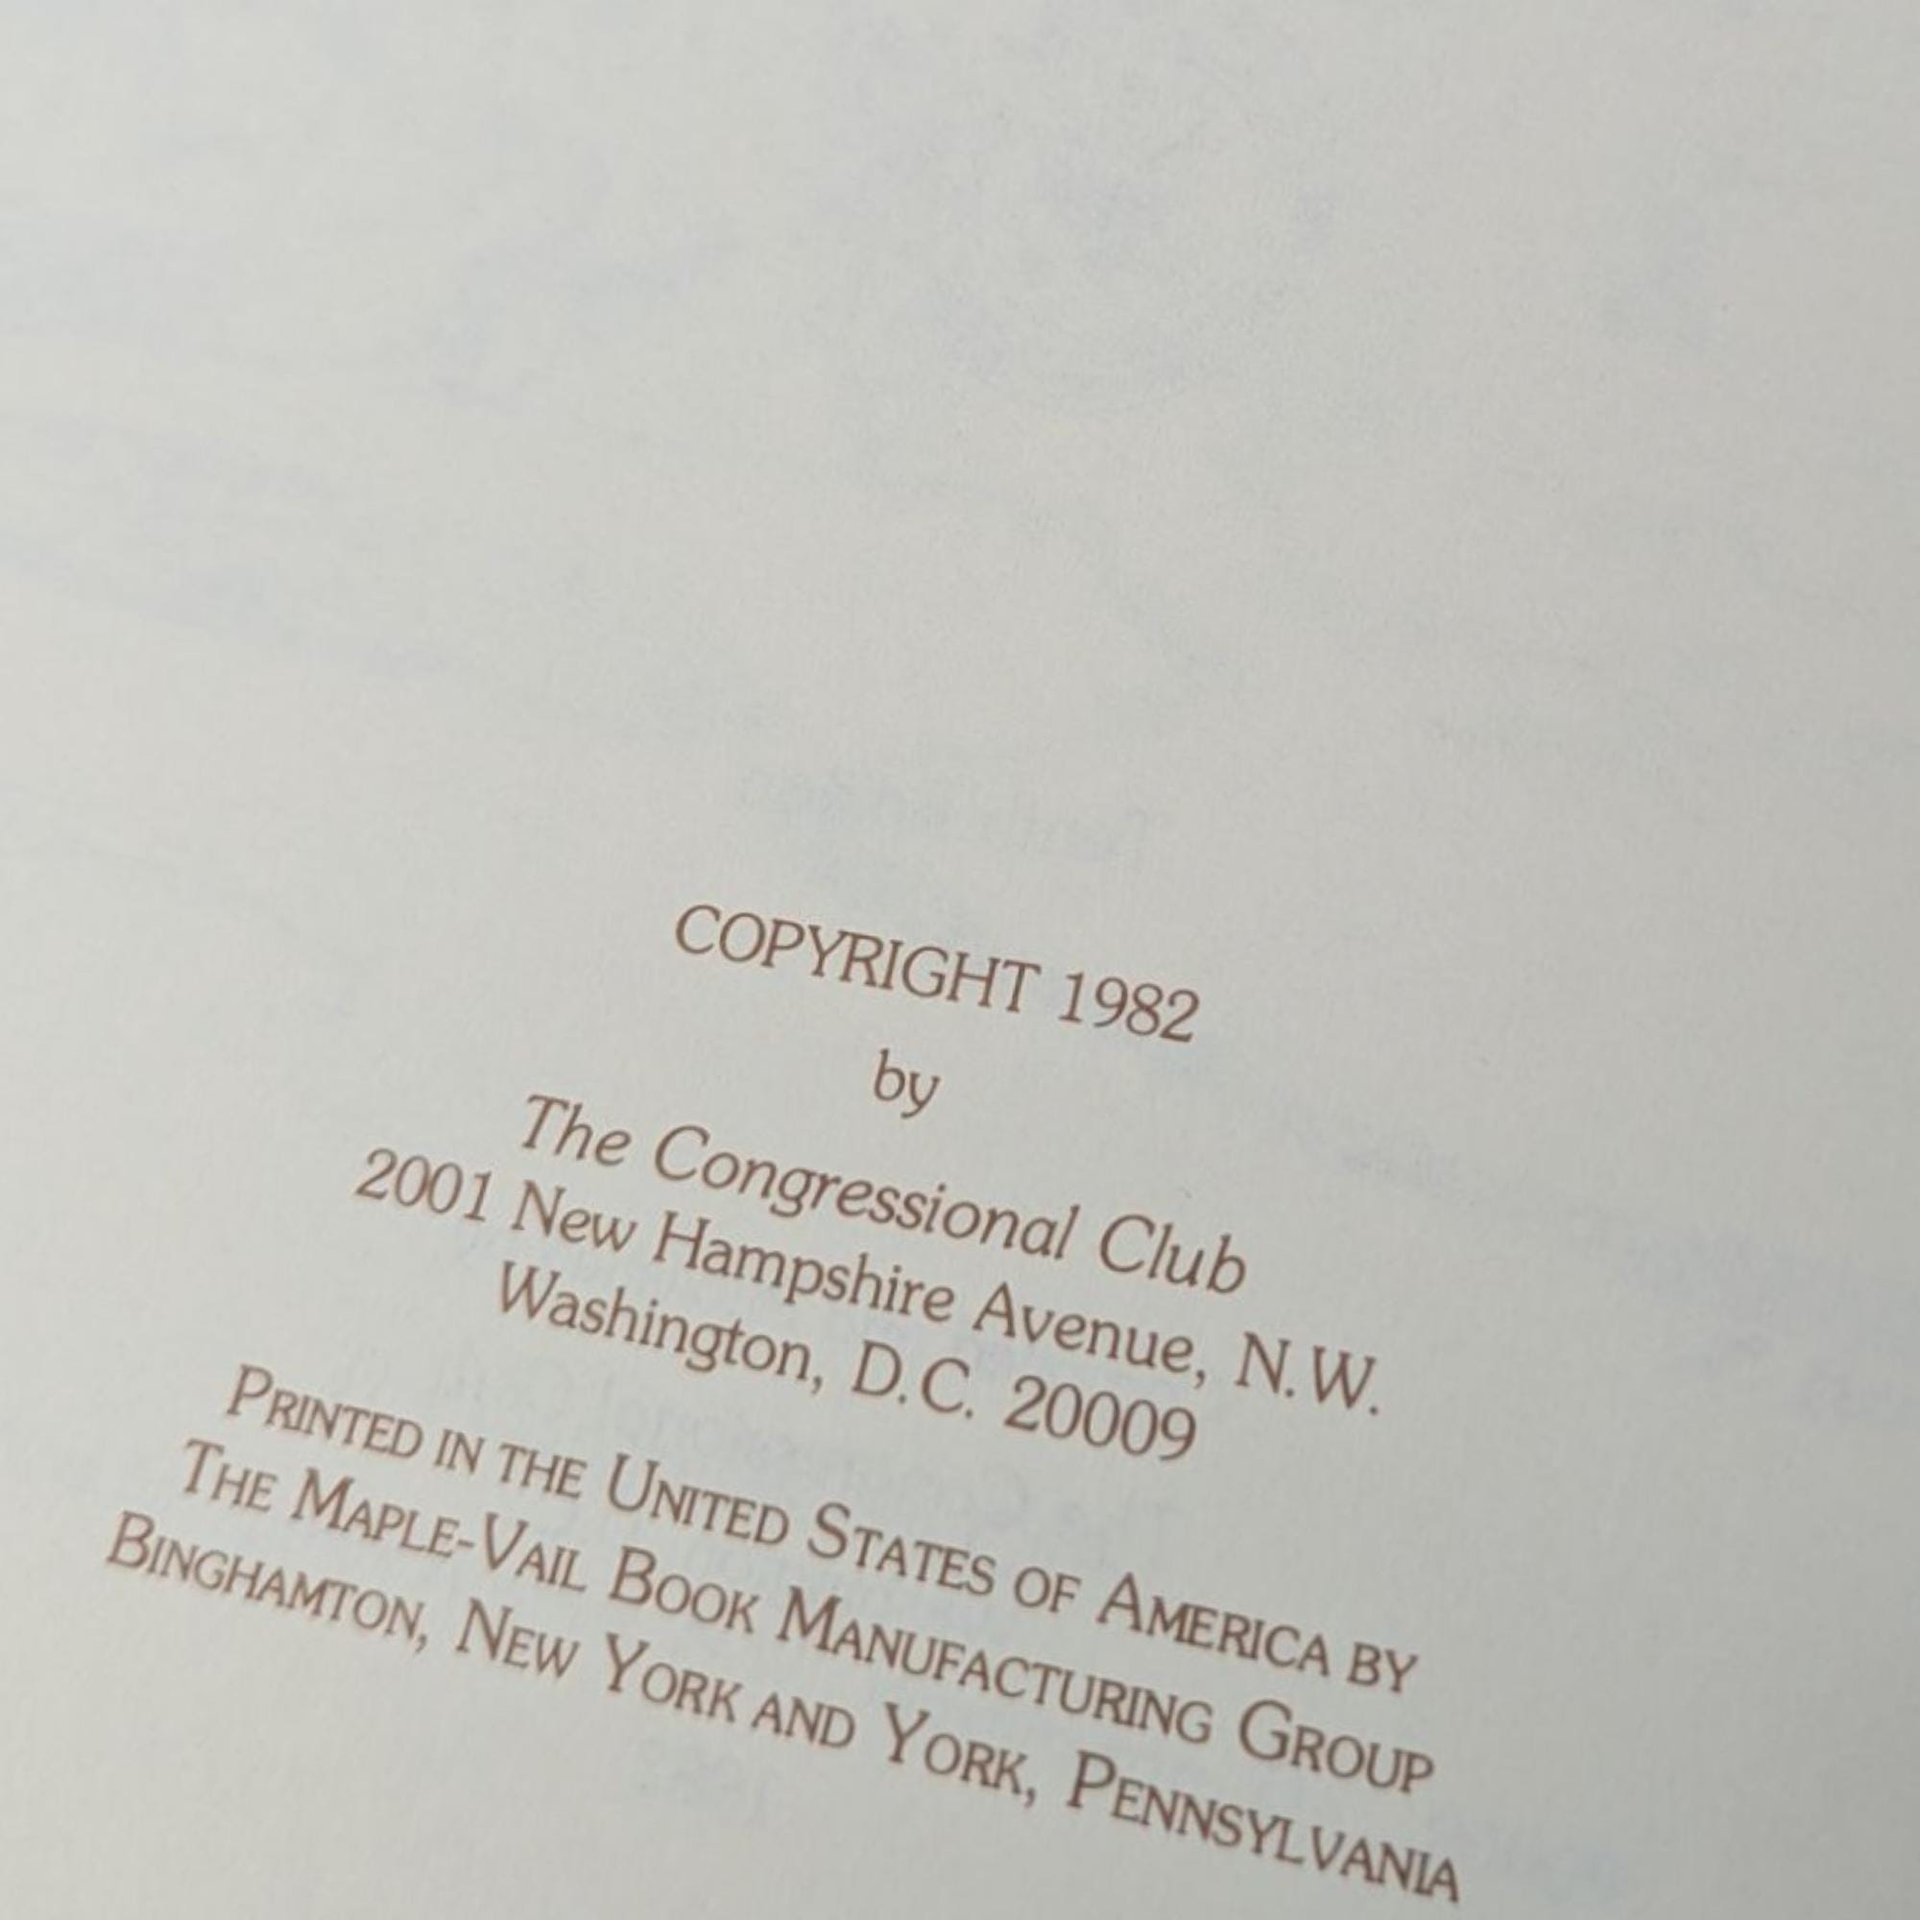 COPYRIGHT 1982
by
The Congressional Club
2001 New Hampshire Avenue, N.W.
Washington, D.C. 20009
PRINTED IN THE UNITED STATES OF AMERICA BY
THE MAPLE-VAIL BOOK MANUFACTURING GROUP
BINGHAMTON, NEW YORK AND YORK, PENNSYLVANIA